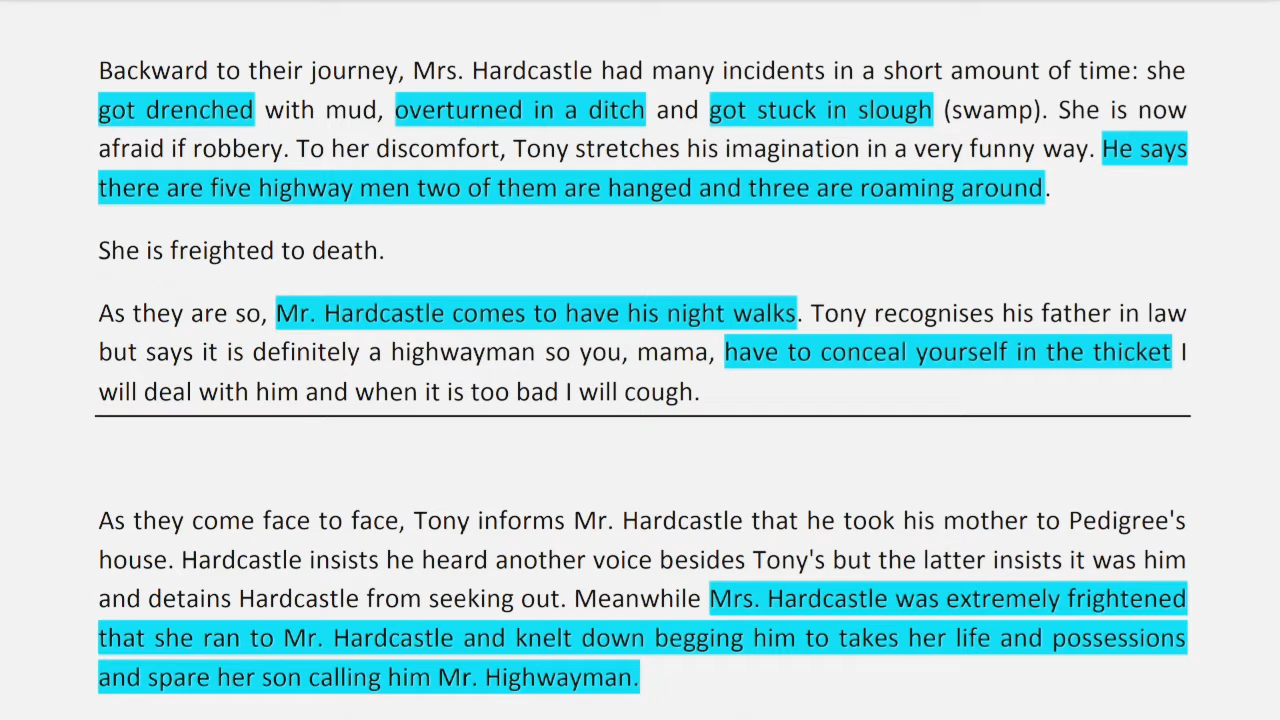 Backward to their journey, Mrs. Hardcastle had many incidents in a short amount of time: she
got drenched with mud, overturned in a ditch and got stuck in slough (swamp). She is now
afraid if robbery. To her discomfort, Tony stretches his imagination in a very funny way. He says
there are five highway men two of them are hanged and three are roaming around.
She is freighted to death.
As they are so, Mr. Hardcastle comes to have his night walks. Tony recognises his father in law
but says it is definitely a highwayman so you, mama, have to conceal yourself in the thicket I
will deal with him and when it is too bad I will cough.
As they come face to face, Tony informs Mr. Hardcastle that he took his mother to Pedigree's
house. Hardcastle insists he heard another voice besides Tony's but the latter insists it was him
and detains Hardcastle from seeking out. Meanwhile Mrs. Hardcastle was extremely frightened
that she ran to Mr. Hardcastle and knelt down begging him to takes her life and possessions
and spare her son calling him Mr. Highwayman.